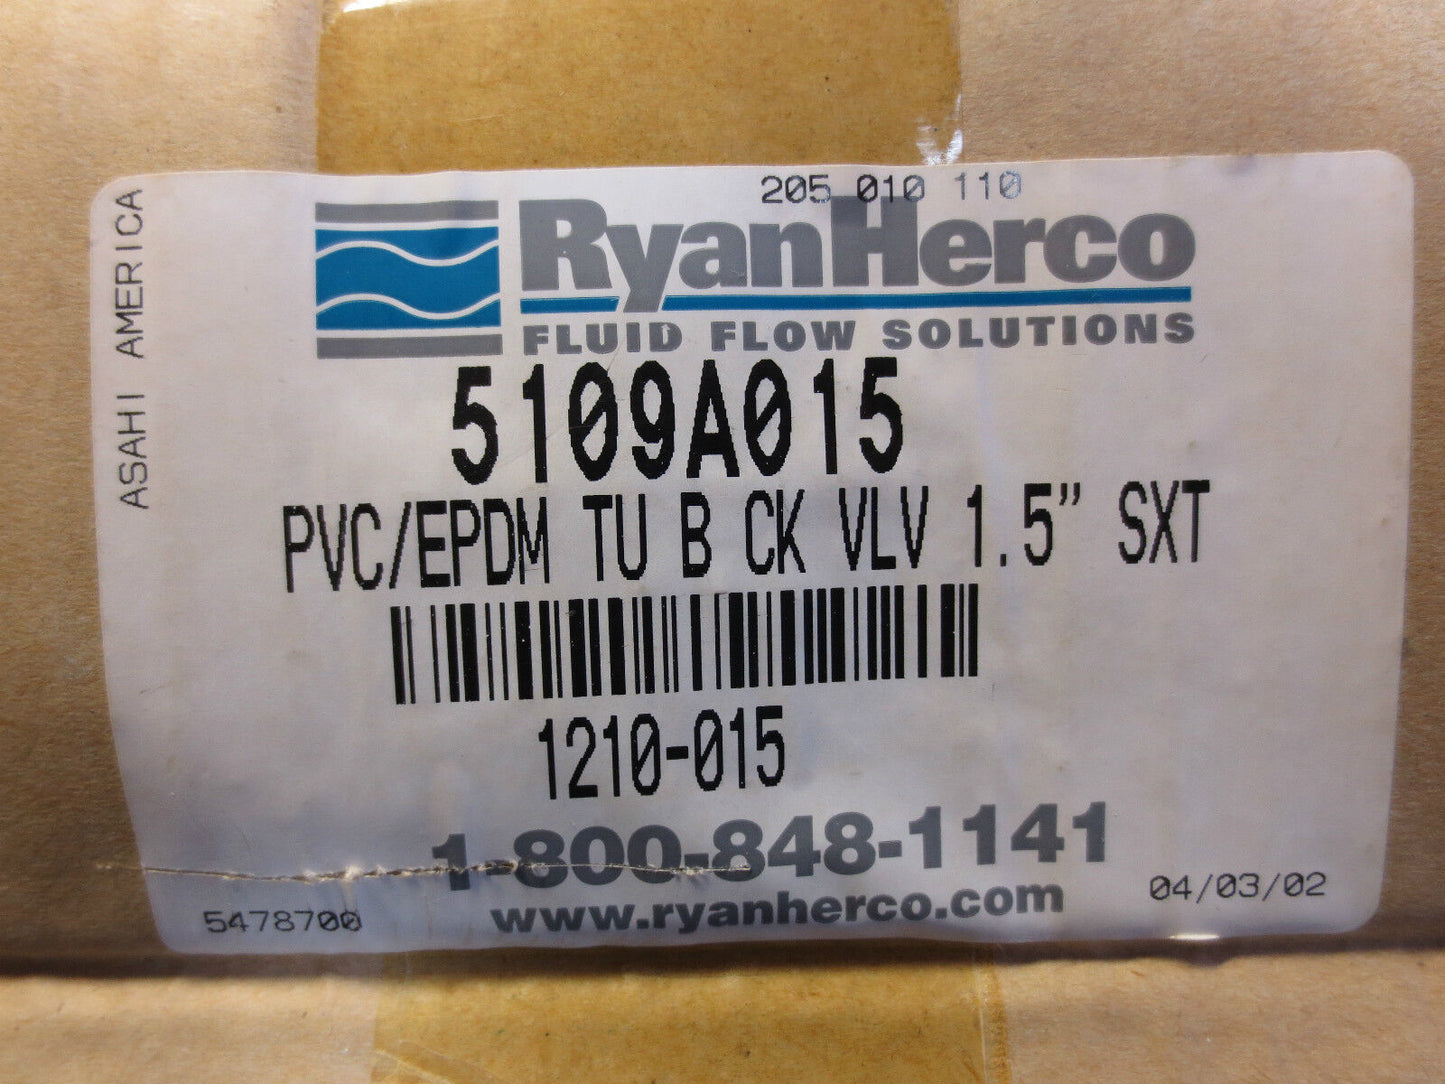 205 010 110
ASAHI AMERICA
RyanHerco
FLUID FLOW SOLUTIONS
5109A015
PVC/EPDM TU B CK VLV 1.5" SXT
1210-015
1-800-848-1141
www.ryanherco.com
5478700
04/03/02